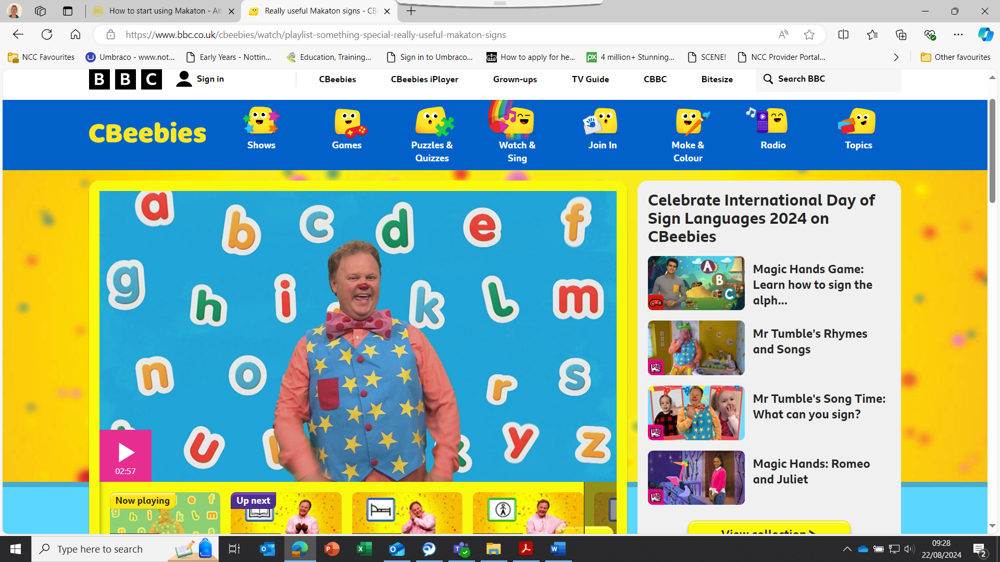 How to start using Makaton - Ab
Really useful Makaton signs - CB
https://www.bbc.co.uk/cbeebies/watch/playlist-something-special-really-useful-makaton-signs
NCC Favourites
Umbraco - www.not...
Early Years - Nottin...
Education, Training...
Sign in to Umbraco...
How to apply for he...
4 million+ Stunning...
SCENE!
NCC Provider Portal...
Other favourites
BBC
Sign in
CBeebies
CBeebies iPlayer
Grown-ups
TV Guide
CBBC
Bitesize
Search BBC
CBeebies
Shows
Games
Puzzles &
Quizzes
Watch &
Sing
Join In
Make &
Colour
Radio
Topics
a b c d e f
g h i k l m
n o r s
u y z
02:57
Now playing
Up next
Celebrate International Day of
Sign Languages 2024 on
CBeebies
A
B
C
Magic Hands Game:
Learn how to sign the
alph...
Mr Tumble's Rhymes
and Songs
Mr Tumble's Song Time:
What can you sign?
Magic Hands: Romeo
and Juliet
View collection
Type here to search
09:28
22/08/2024
2